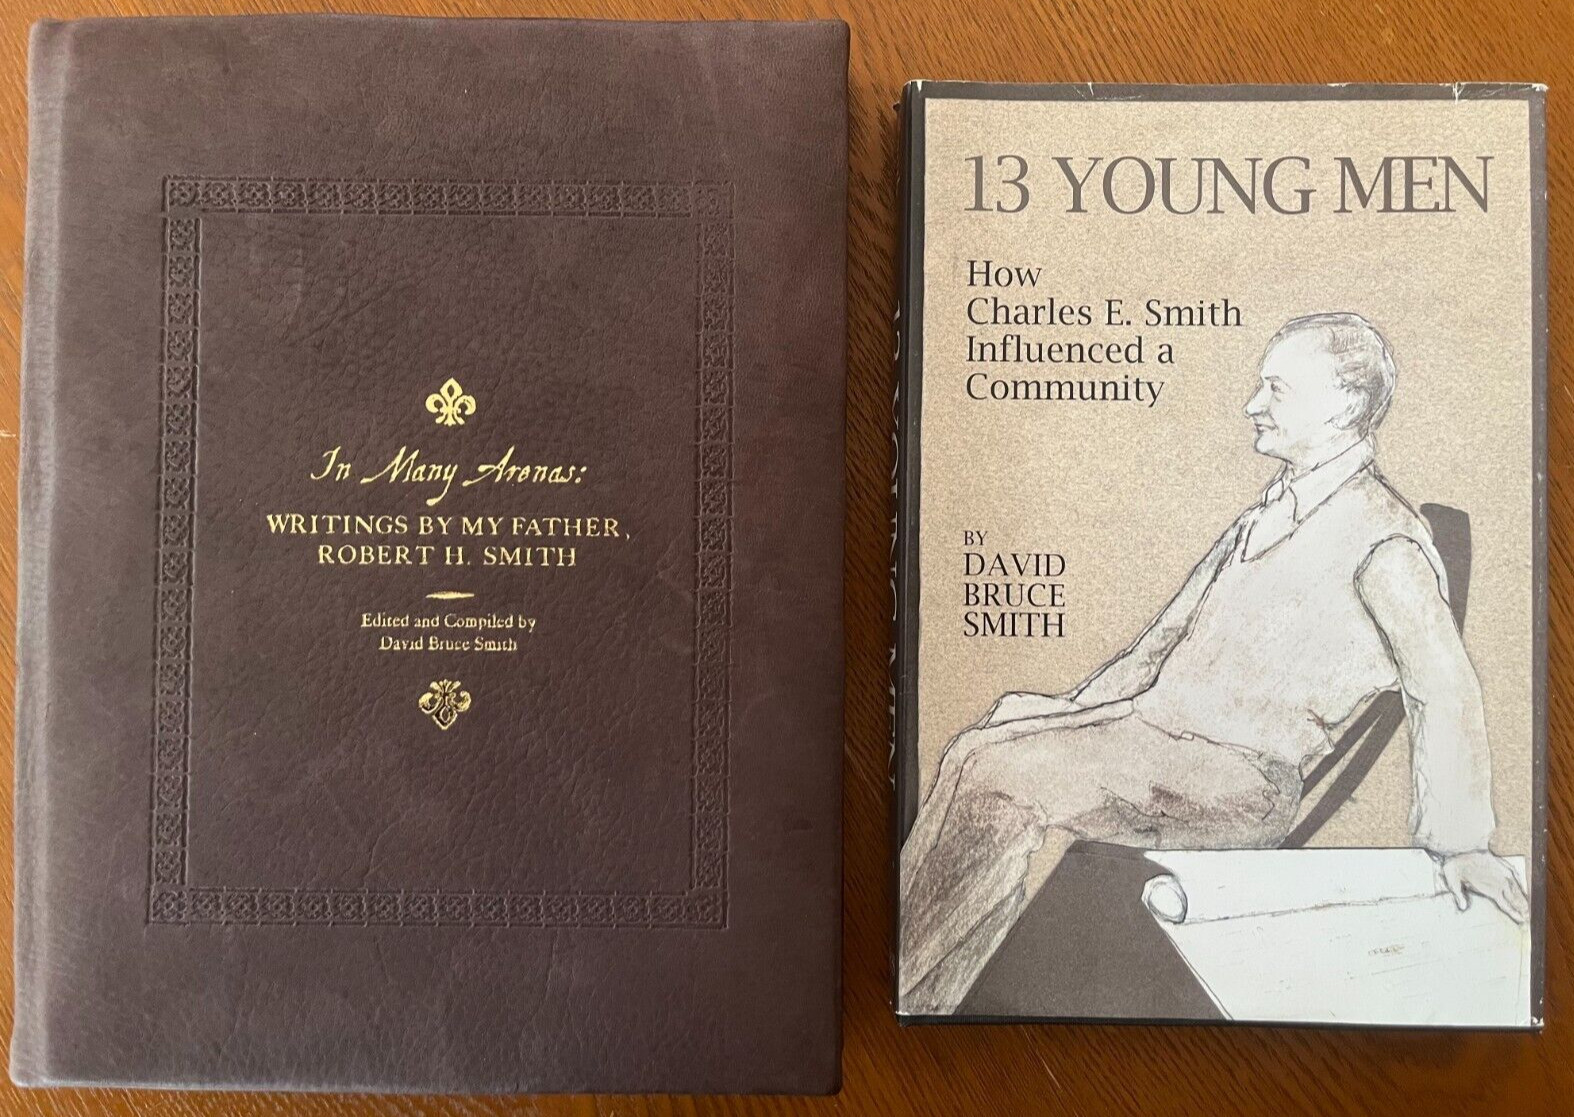 In Many Arenas:
WRITINGS BY MY FATHER,
ROBERT H. SMITH
Edited and Compiled by
David Bruce Smith
13 YOUNG MEN
How
Charles E. Smith
Influenced a
Community
BY
DAVID
BRUCE
SMITH